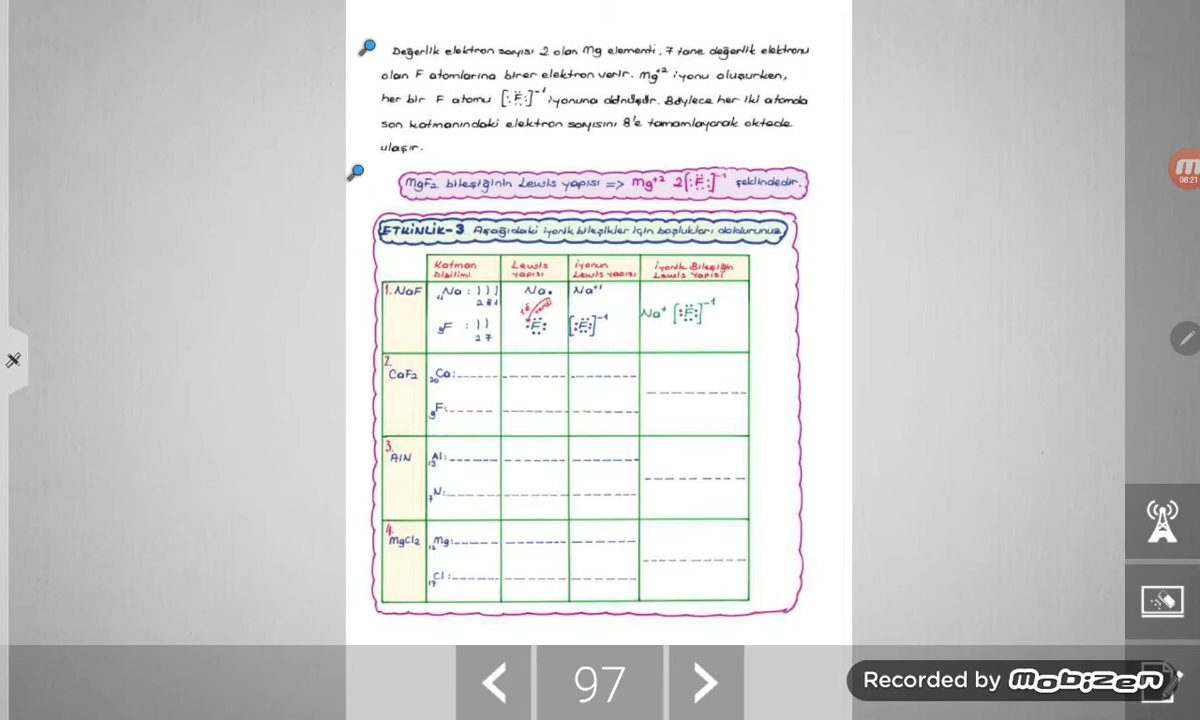 Değerlik elektron sayısı 2 olan Mg elementi, 7 tane değerlik elektronu
olan F atomlarına birer elektron verir. Mg⁺² iyonu oluşurken,
her bir F atomu [:F:]⁻¹ iyonuna dönüşür. Böylece her iki atomda
son katmanındaki elektron sayısını 8'e tamamlayarak oktede
ulaşır.
MgF₂ bileşiğinin Lewis yapısı => Mg⁺² 2[:F:]⁻¹ şeklindedir.
ETKİNLİK-3 Aşağıdaki iyonik bileşikler için boşlukları doldurunuz
Katman Dizilimi
Lewis yapısı
İyonun Lewis yapısı
İyonik Bileşiğin Lewis Yapısı
1. NaF
₁₁Na : ) ) )
2 8 1
Na.
Na⁺¹
₉F : ) )
2 7
1e⁻ verdi
:F:
[:F:]⁻¹
Na⁺ [:F:]⁻¹
2.
CaF₂
₂₀Ca:
₉F:
3.
AlN
₁₃Al:
₇N:
4.
MgCl₂
₁₂Mg:
₁₇Cl:
97
08:21
Recorded by mobizen